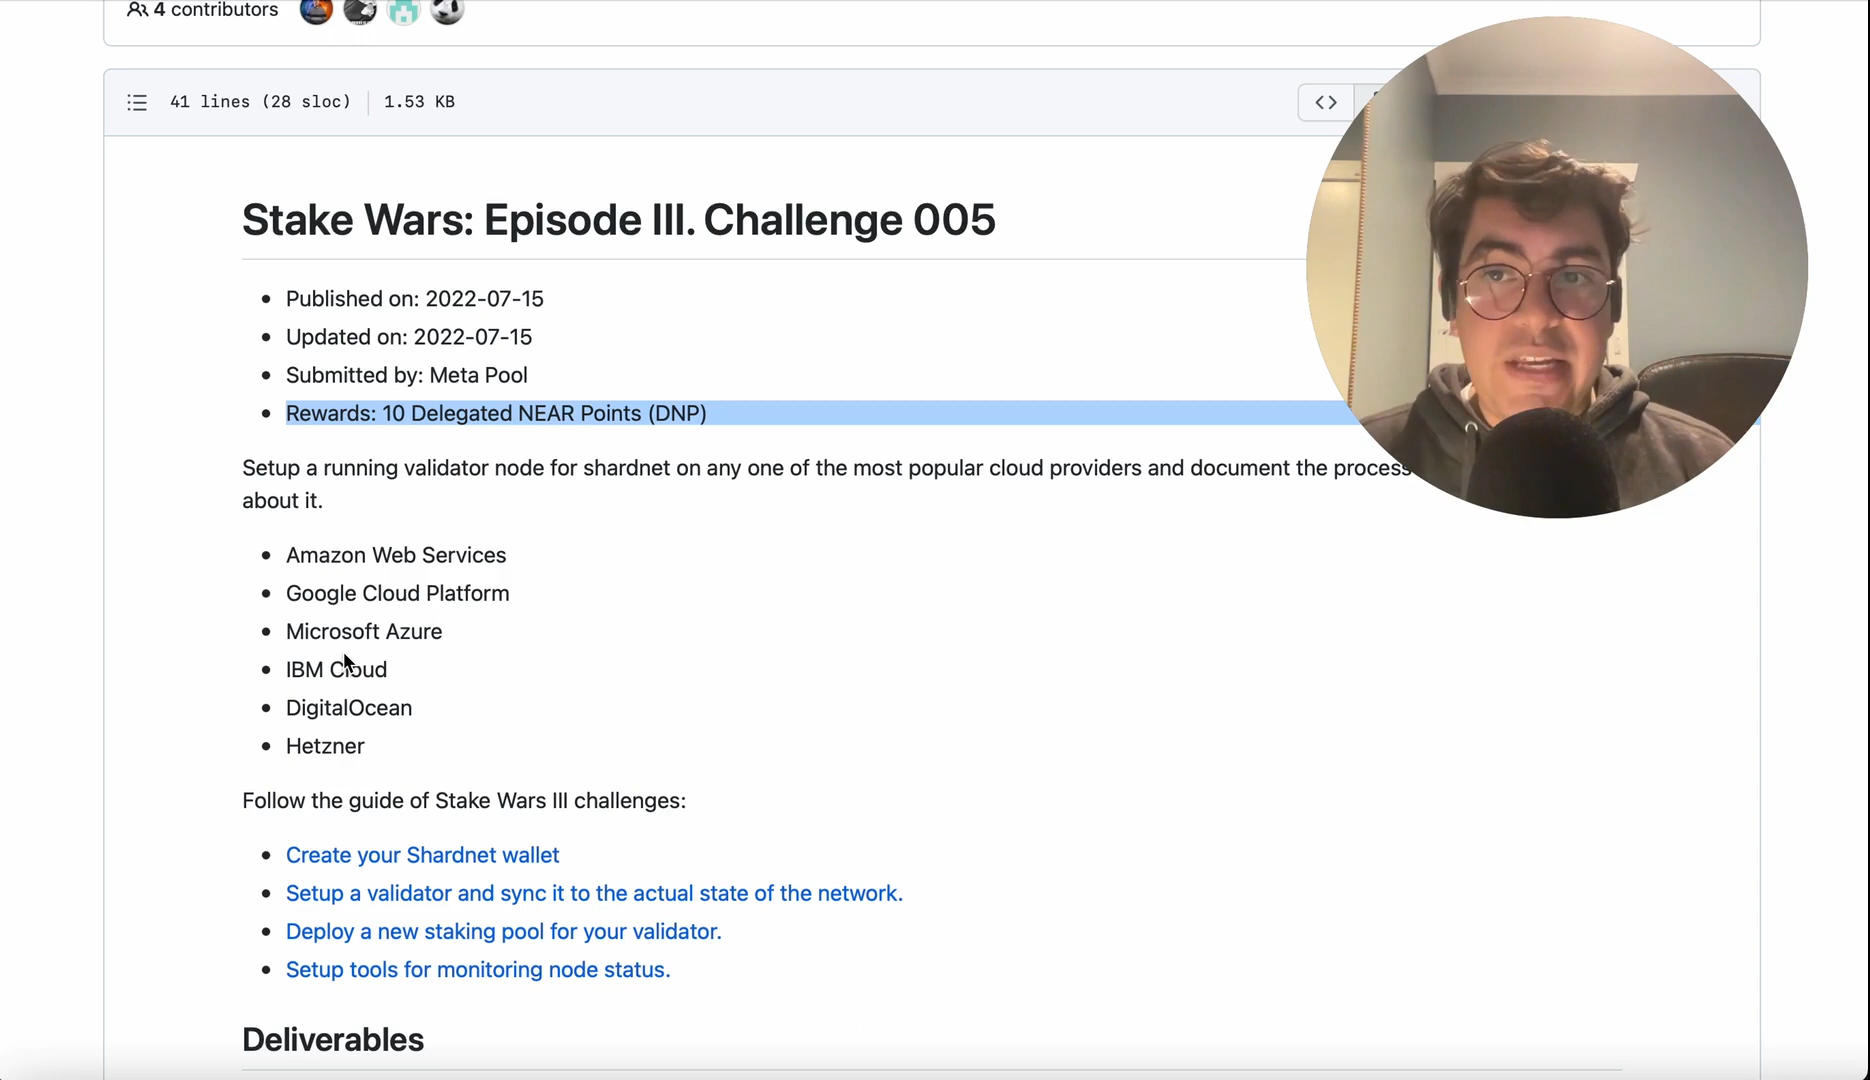 4 contributors
41 lines (28 sloc) 1.53 KB
Stake Wars: Episode III. Challenge 005
Published on: 2022-07-15
Updated on: 2022-07-15
Submitted by: Meta Pool
Rewards: 10 Delegated NEAR Points (DNP)
Setup a running validator node for shardnet on any one of the most popular cloud providers and document the process
about it.
Amazon Web Services
Google Cloud Platform
Microsoft Azure
IBM Cloud
DigitalOcean
Hetzner
Follow the guide of Stake Wars III challenges:
Create your Shardnet wallet
Setup a validator and sync it to the actual state of the network.
Deploy a new staking pool for your validator.
Setup tools for monitoring node status.
Deliverables